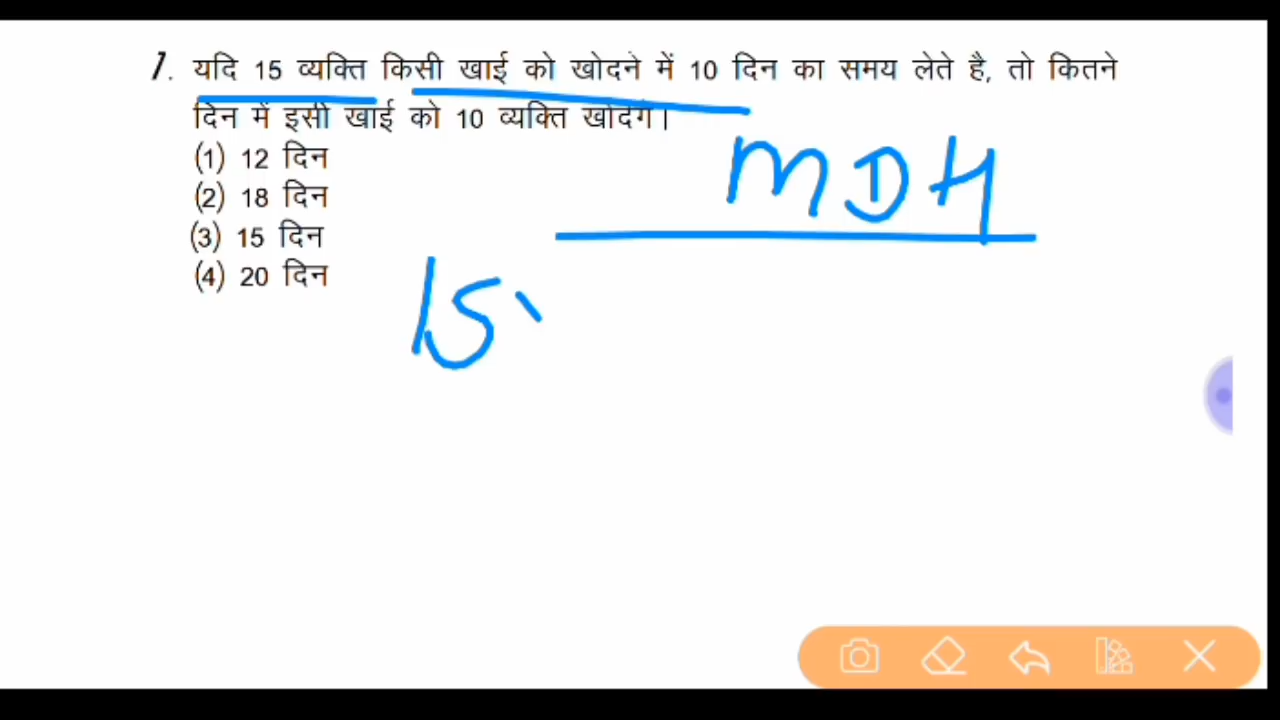 1. यदि 15 व्यक्ति किसी खाई को खोदने में 10 दिन का समय लेते है, तो कितने
दिन में इसी खाई को 10 व्यक्ति खोदेंगे।
(1) 12 दिन
(2) 18 दिन
(3) 15 दिन
(4) 20 दिन
MDH
15